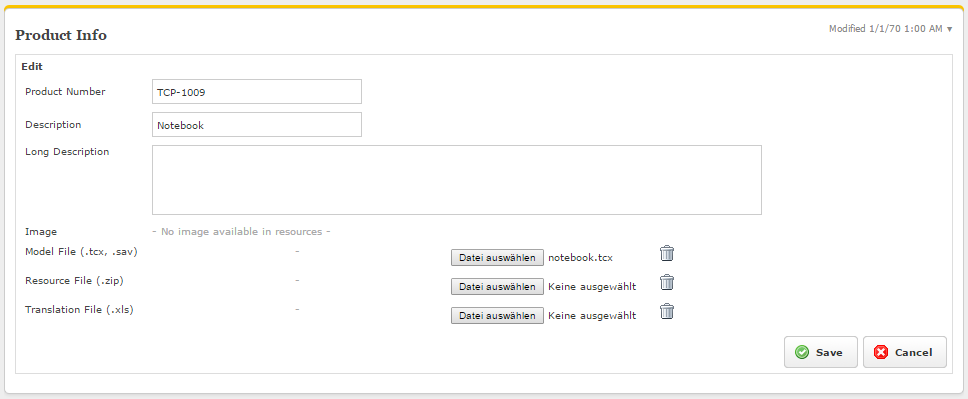 Product Info
Modified 1/1/70 1:00 AM ▾
Edit
Product Number TCP-1009
Description Notebook
Long Description
Image - No image available in resources -
Model File (.tcx, .sav) - Datei auswählen notebook.tcx
Resource File (.zip) - Datei auswählen Keine ausgewählt
Translation File (.xls) - Datei auswählen Keine ausgewählt
Save Cancel